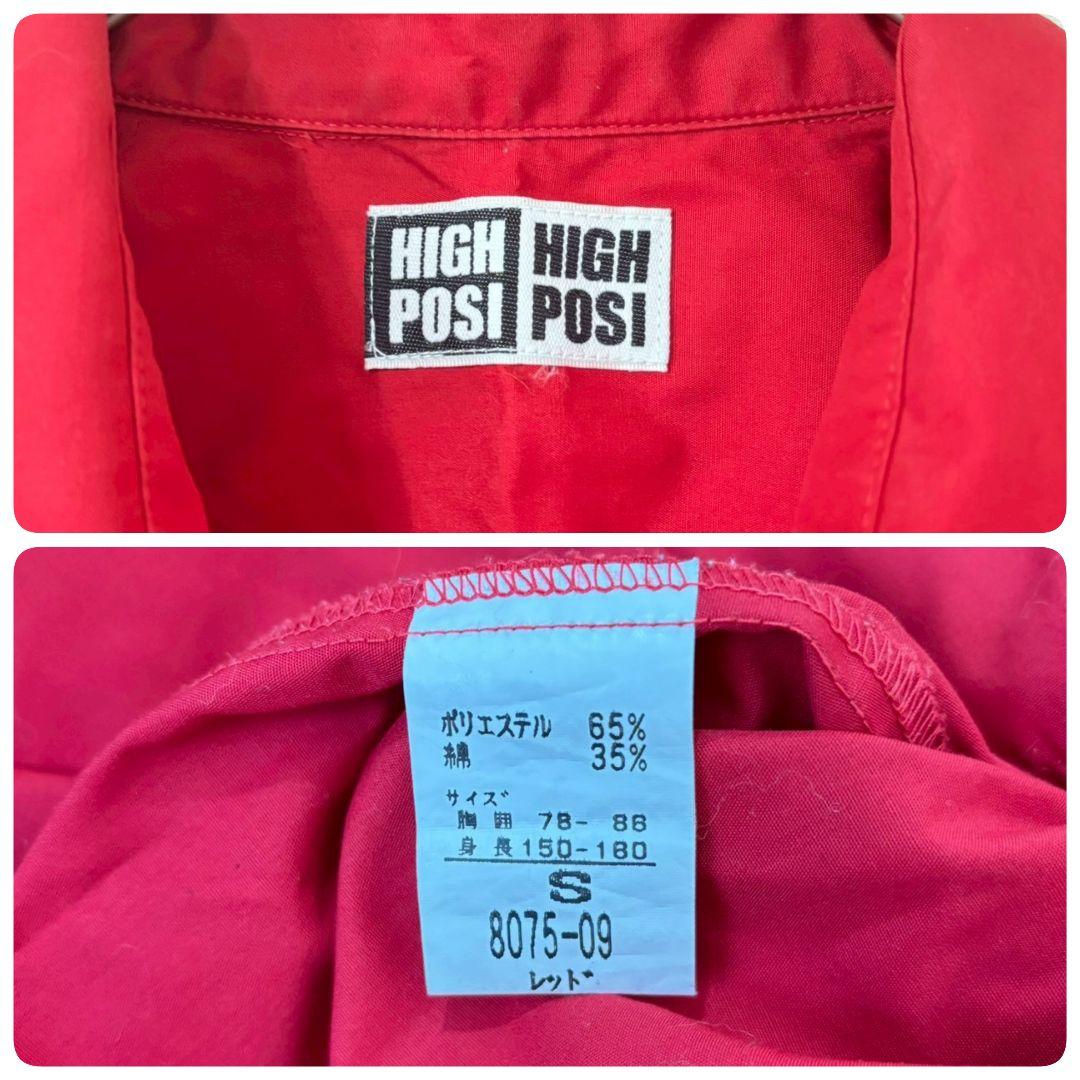 HIGH HIGH
POSI POSI
ポリエステル 65%
綿 35%
サイズ
胸囲 78-86
身長150-160
S
8075-09
レッド